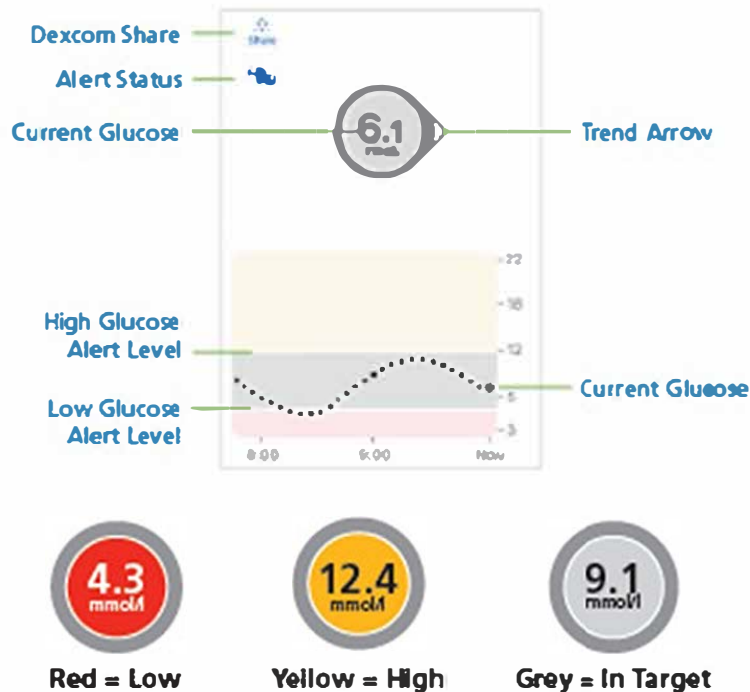 Dexcom Share
Share
Alert Status
Current Glucose
6.1
Trend Arrow
High Glucose
Alert Level
12
Low Glucose
Alert Level
Current Glucose
3
Now
4.3
mmol/l
12.4
mmol/l
9.1
mmol/l
Red = Low
Yellow = High
Grey = In Target